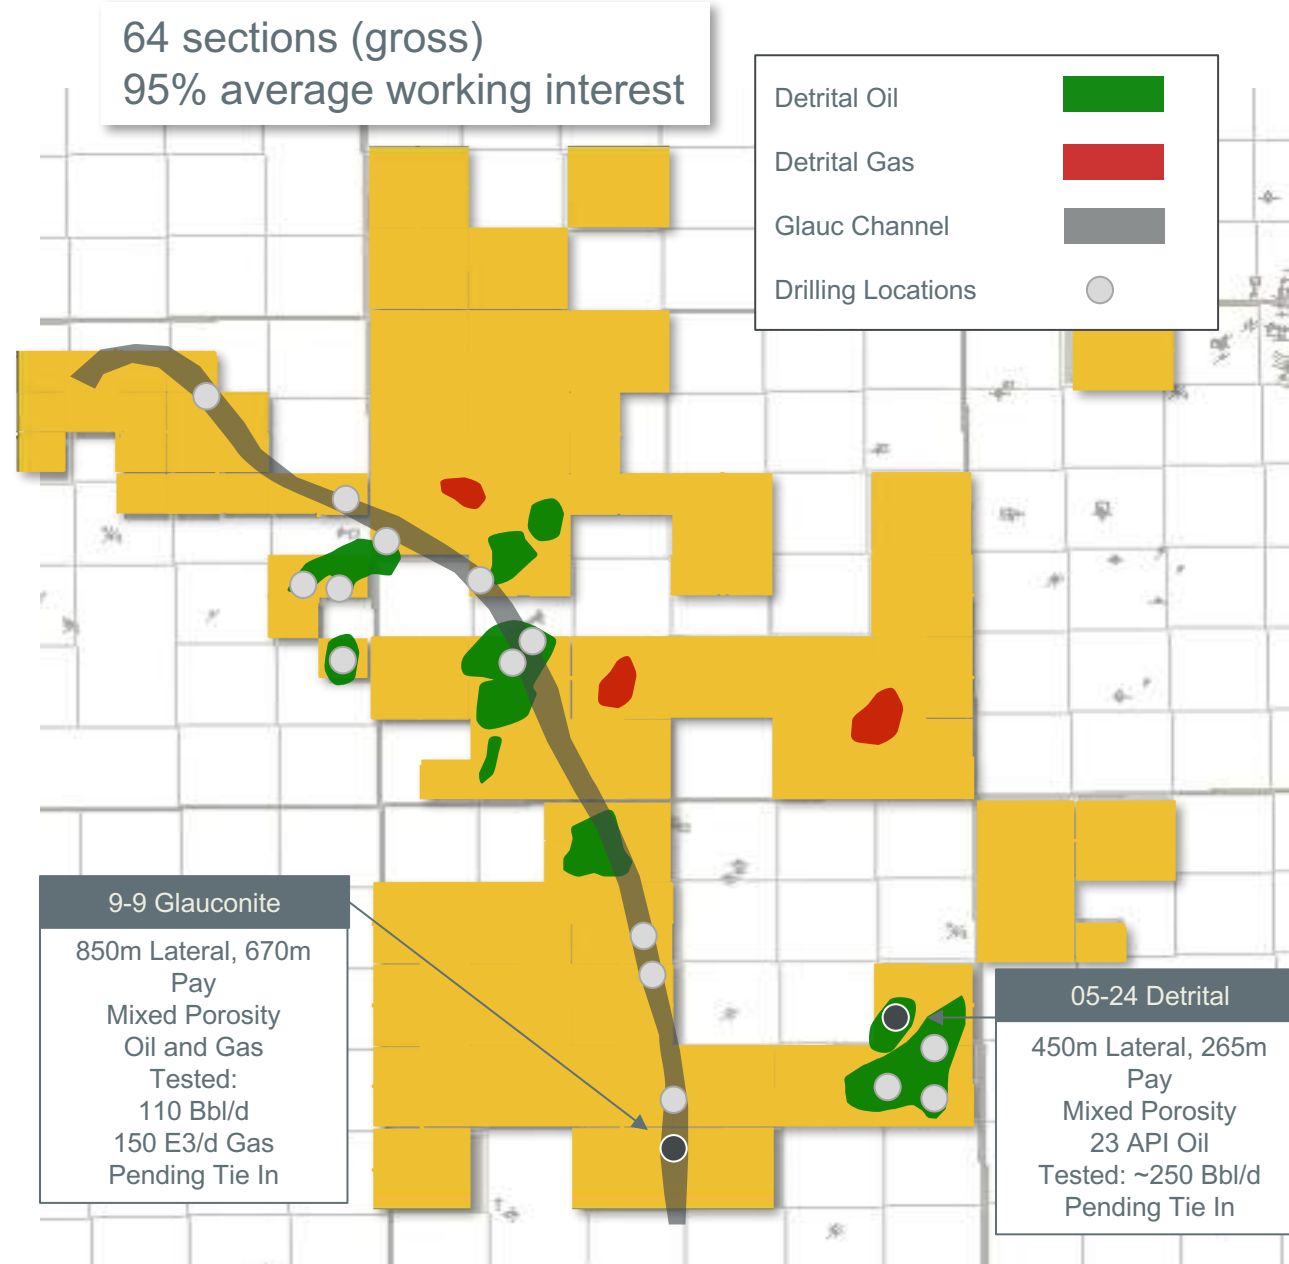 64 sections (gross)
95% average working interest
Detrital Oil
Detrital Gas
Glauc Channel
Drilling Locations
9-9 Glauconite
850m Lateral, 670m
Pay
Mixed Porosity
Oil and Gas
Tested:
110 Bbl/d
150 E3/d Gas
Pending Tie In
05-24 Detrital
450m Lateral, 265m
Pay
Mixed Porosity
23 API Oil
Tested: ~250 Bbl/d
Pending Tie In